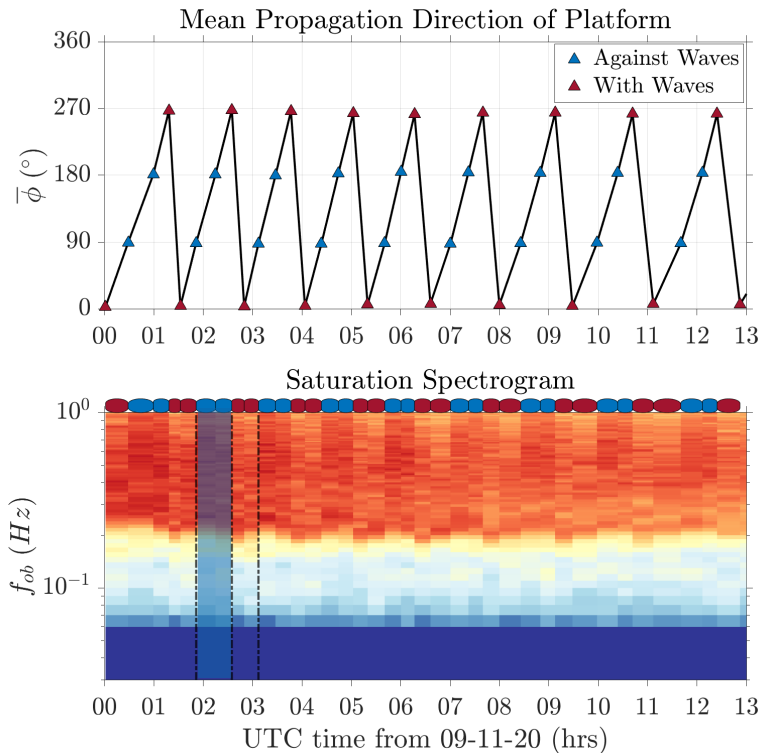 Mean Propagation Direction of Platform
360
270
180
90
0
ϕ̅ (°)
Against Waves
With Waves
00 01 02 03 04 05 06 07 08 09 10 11 12 13
Saturation Spectrogram
10⁰
10⁻¹
f_ob (Hz)
00 01 02 03 04 05 06 07 08 09 10 11 12 13
UTC time from 09-11-20 (hrs)